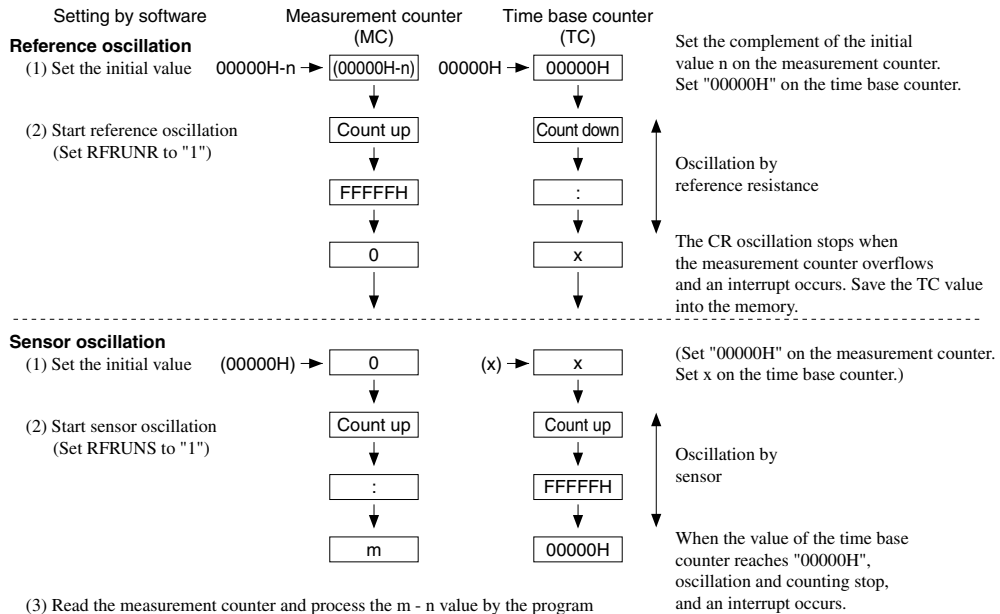 Setting by software
Measurement counter
(MC)
Time base counter
(TC)
Reference oscillation
(1) Set the initial value
00000H-n
(00000H-n)
00000H
00000H
Set the complement of the initial
value n on the measurement counter.
Set "00000H" on the time base counter.
(2) Start reference oscillation
(Set RFRUNR to "1")
Count up
Count down
Oscillation by
reference resistance
FFFFFH
:
0
x
The CR oscillation stops when
the measurement counter overflows
and an interrupt occurs. Save the TC value
into the memory.
Sensor oscillation
(1) Set the initial value
(00000H)
0
(x)
x
(Set "00000H" on the measurement counter.
Set x on the time base counter.)
(2) Start sensor oscillation
(Set RFRUNS to "1")
Count up
Count up
Oscillation by
sensor
:
FFFFFH
m
00000H
When the value of the time base
counter reaches "00000H",
oscillation and counting stop,
and an interrupt occurs.
(3) Read the measurement counter and process the m - n value by the program